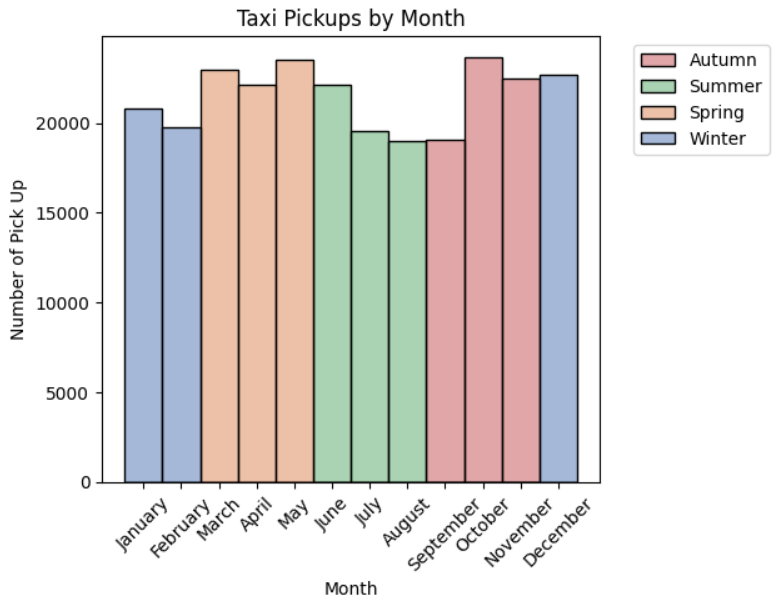 Taxi Pickups by Month
Autumn
Summer
Spring
Winter
Number of Pick Up
20000
15000
10000
5000
0
January
February
March
April
May
June
July
August
September
October
November
December
Month